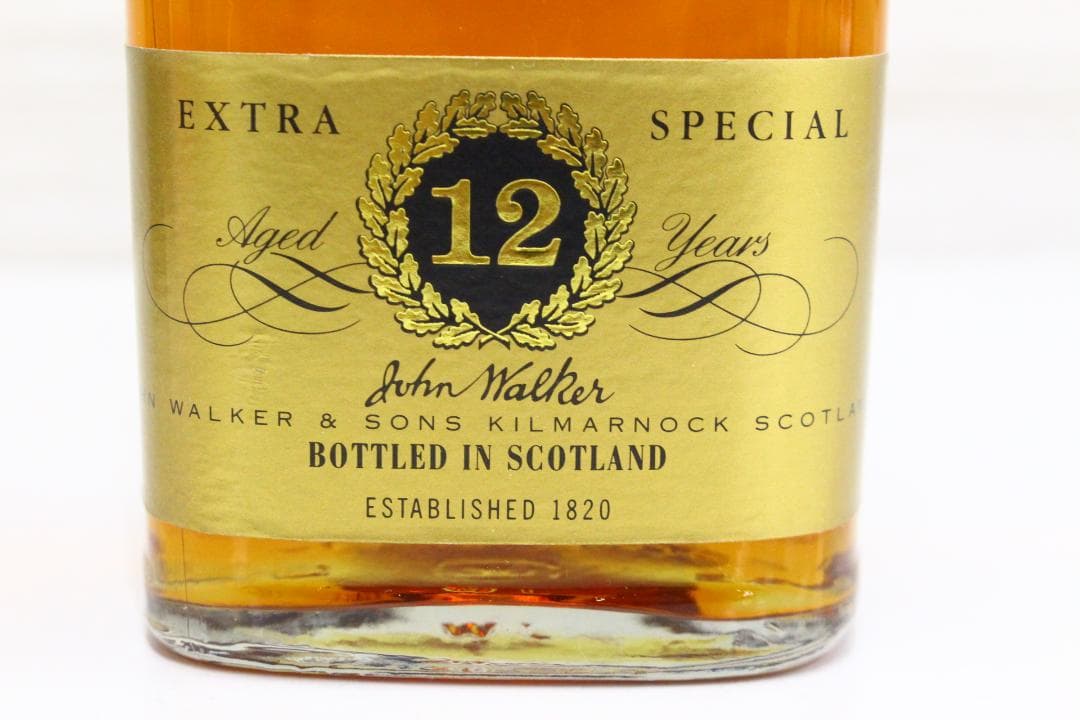 EXTRA SPECIAL
12
Aged Years
John Walker
WALKER & SONS KILMARNOCK
BOTTLED IN SCOTLAND
ESTABLISHED 1820